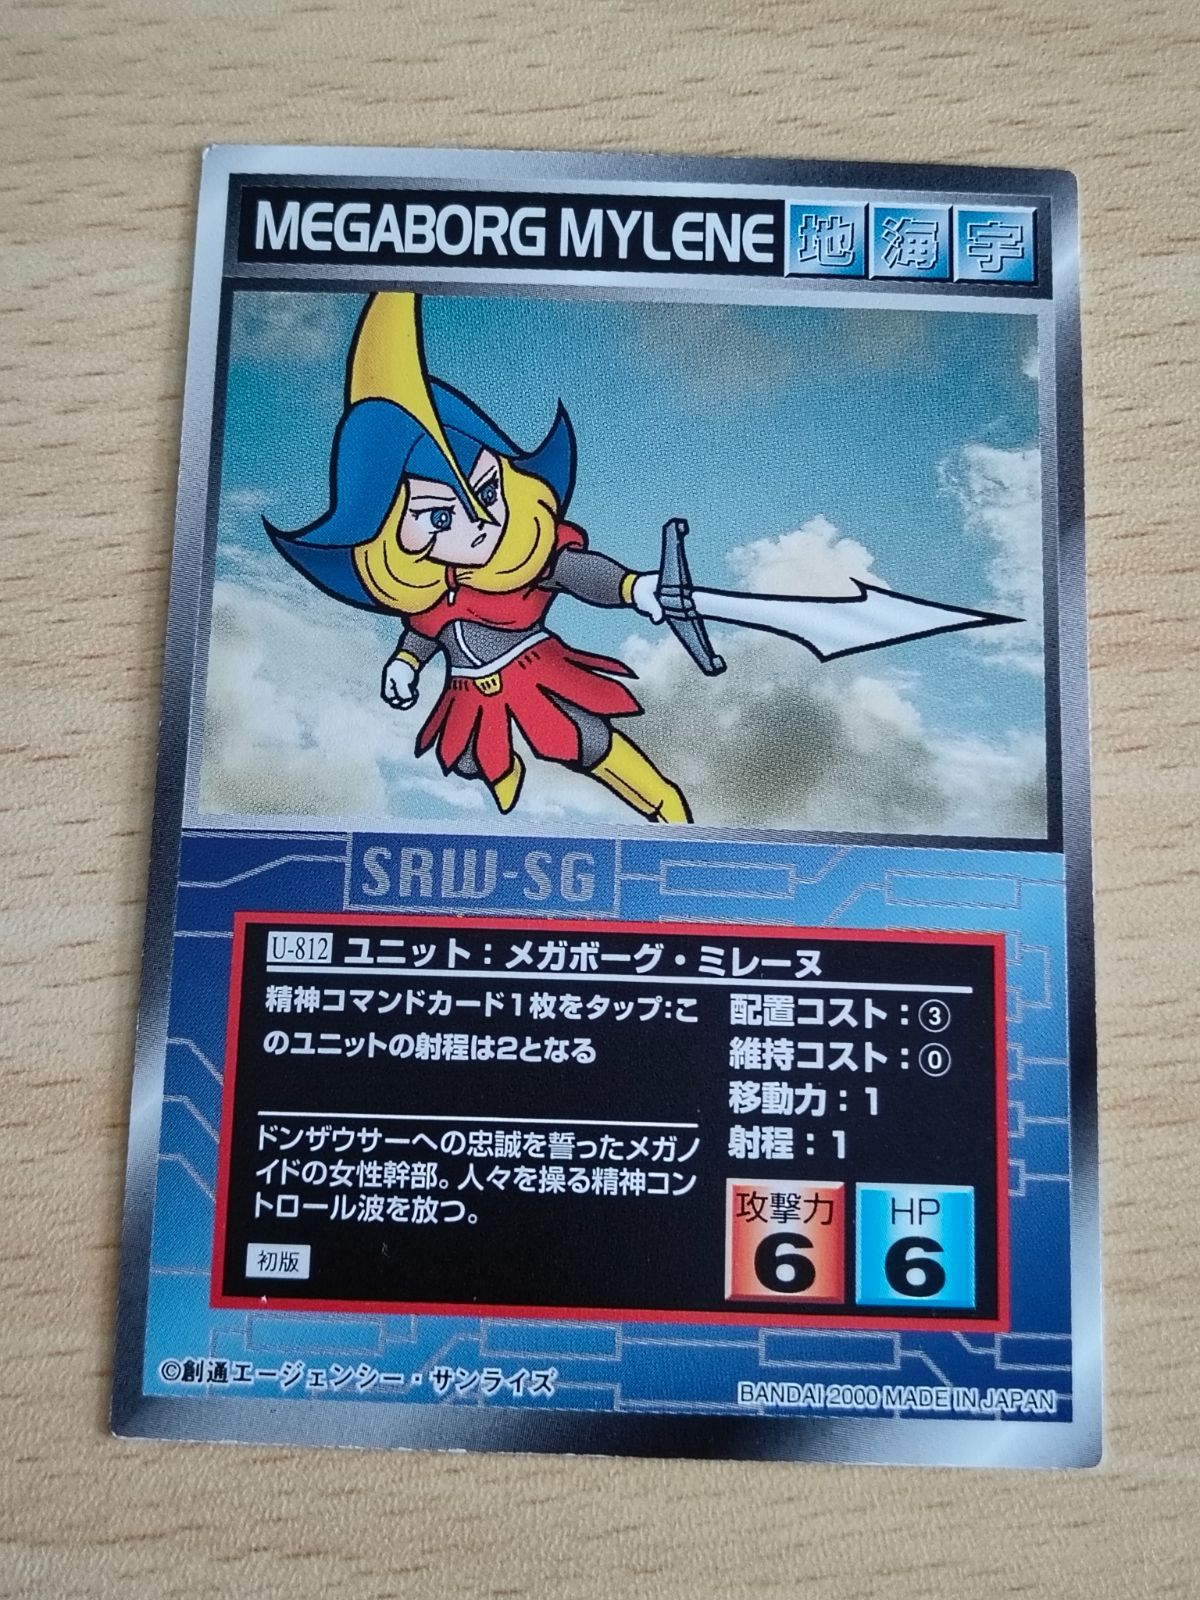 MEGABORG MYLENE 地 海 宇
SRW-SG
U-812 ユニット：メガボーグ・ミレーヌ
精神コマンドカード1枚をタップ:こ
のユニットの射程は2となる
配置コスト：③
維持コスト：⓪
移動力：1
射程：1
ドンザウサーへの忠誠を誓ったメガノ
イドの女性幹部。人々を操る精神コン
トロール波を放つ。
初版
攻撃力 HP
6 6
©創通エージェンシー・サンライズ
BANDAI 2000 MADE IN JAPAN